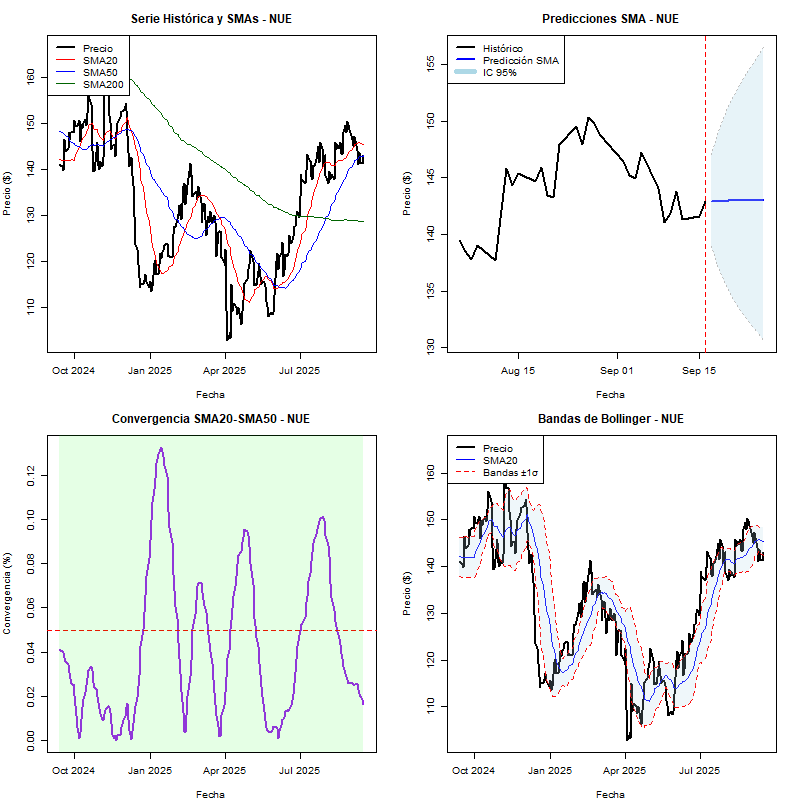 Serie Histórica y SMAs - NUE
Precio ($)
160
150
140
130
120
110
Precio
SMA20
SMA50
SMA200
Oct 2024
Jan 2025
Apr 2025
Jul 2025
Fecha
Predicciones SMA - NUE
Precio ($)
155
150
145
140
135
130
Histórico
Predicción SMA
IC 95%
Aug 15
Sep 01
Sep 15
Fecha
Convergencia SMA20-SMA50 - NUE
Convergencia (%)
0.12
0.10
0.08
0.06
0.04
0.02
0.00
Oct 2024
Jan 2025
Apr 2025
Jul 2025
Fecha
Bandas de Bollinger - NUE
Precio ($)
160
150
140
130
120
110
Precio
SMA20
Bandas ±1σ
Oct 2024
Jan 2025
Apr 2025
Jul 2025
Fecha